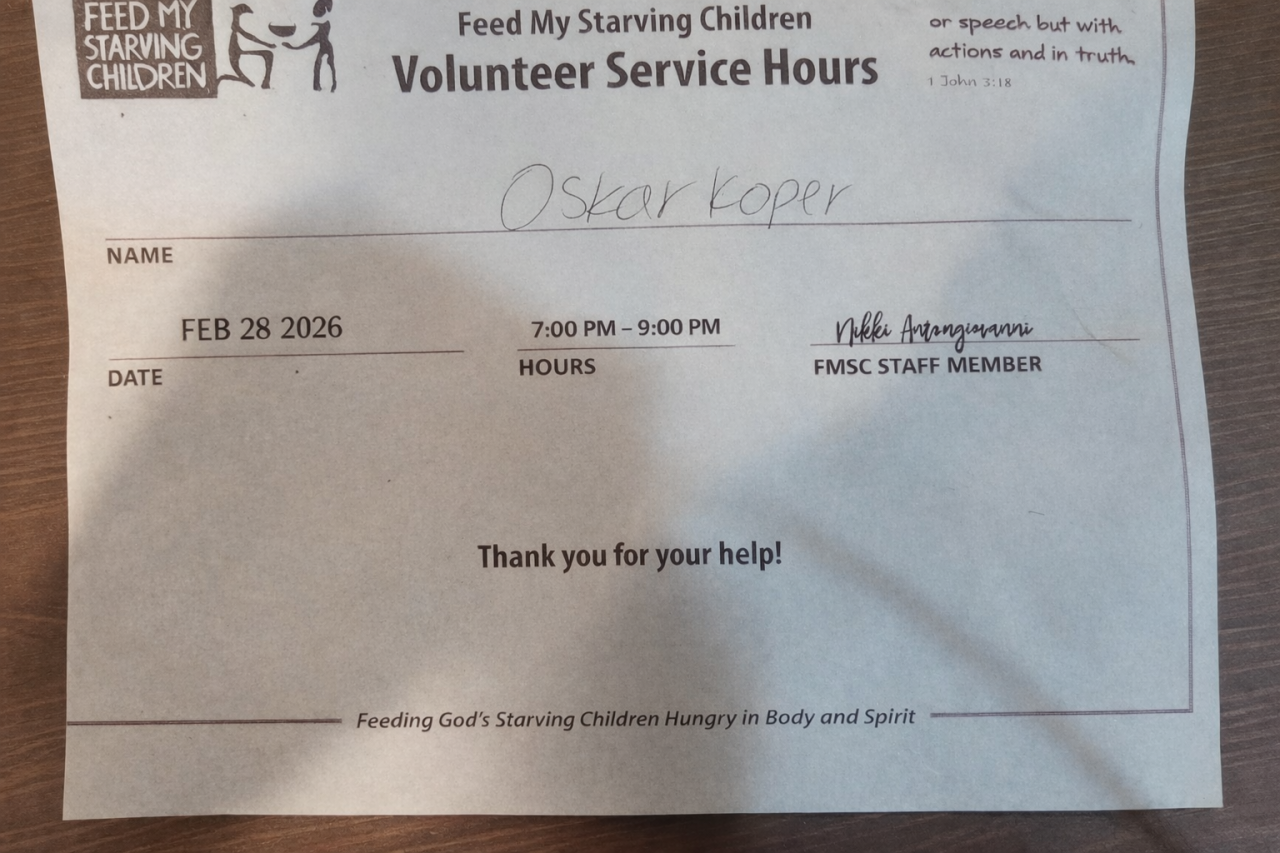 FEED MY
STARVING
CHILDREN
Feed My Starving Children
Volunteer Service Hours
or speech but with
actions and in truth.
1 John 3:18
Oskar Koper
NAME
FEB 28 2026
7:00 PM – 9:00 PM
Nikki Antongiovanni
DATE
HOURS
FMSC STAFF MEMBER
Thank you for your help!
Feeding God's Starving Children Hungry in Body and Spirit